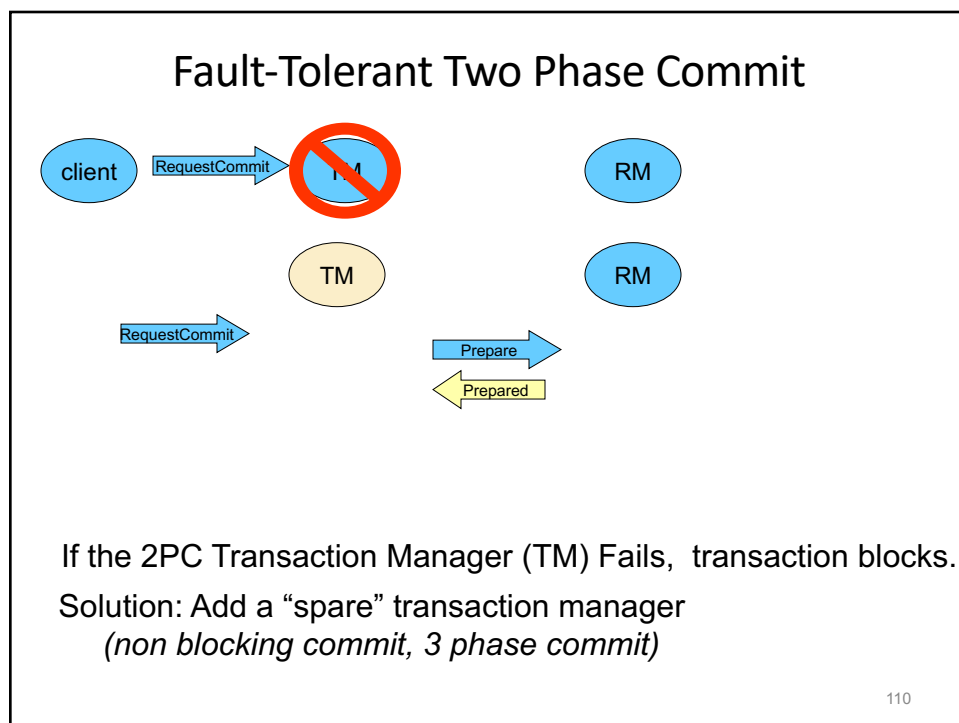 Fault-Tolerant Two Phase Commit
client
RequestCommit
TM
RM
TM
RM
RequestCommit
Prepare
Prepared
If the 2PC Transaction Manager (TM) Fails, transaction blocks.
Solution: Add a “spare” transaction manager
(non blocking commit, 3 phase commit)
110